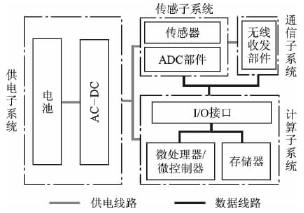 传感子系统
传感器
ADC部件
无线
收发
部件
通信子系统
供电子系统
电池
AC-DC
I/O接口
微处理器/
微控制器
存储器
计算子系统
供电线路
数据线路